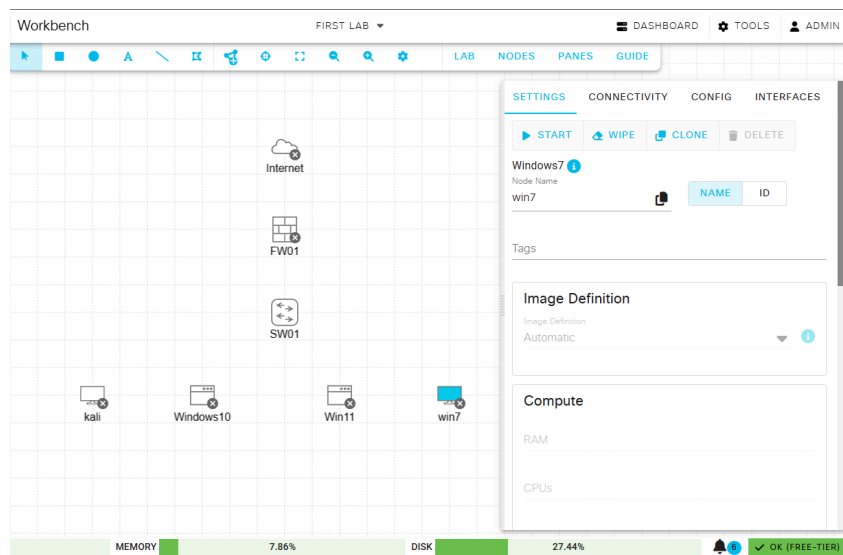 Workbench
FIRST LAB
DASHBOARD
TOOLS
ADMIN
A
LAB
NODES
PANES
GUIDE
SETTINGS
CONNECTIVITY
CONFIG
INTERFACES
START
WIPE
CLONE
DELETE
Windows7
Node Name
win7
NAME
ID
Tags
Image Definition
Image Definition
Automatic
Compute
RAM
CPUs
Internet
FW01
SW01
kali
Windows10
Win11
win7
MEMORY
7.86%
DISK
27.44%
6
OK (FREE-TIER)